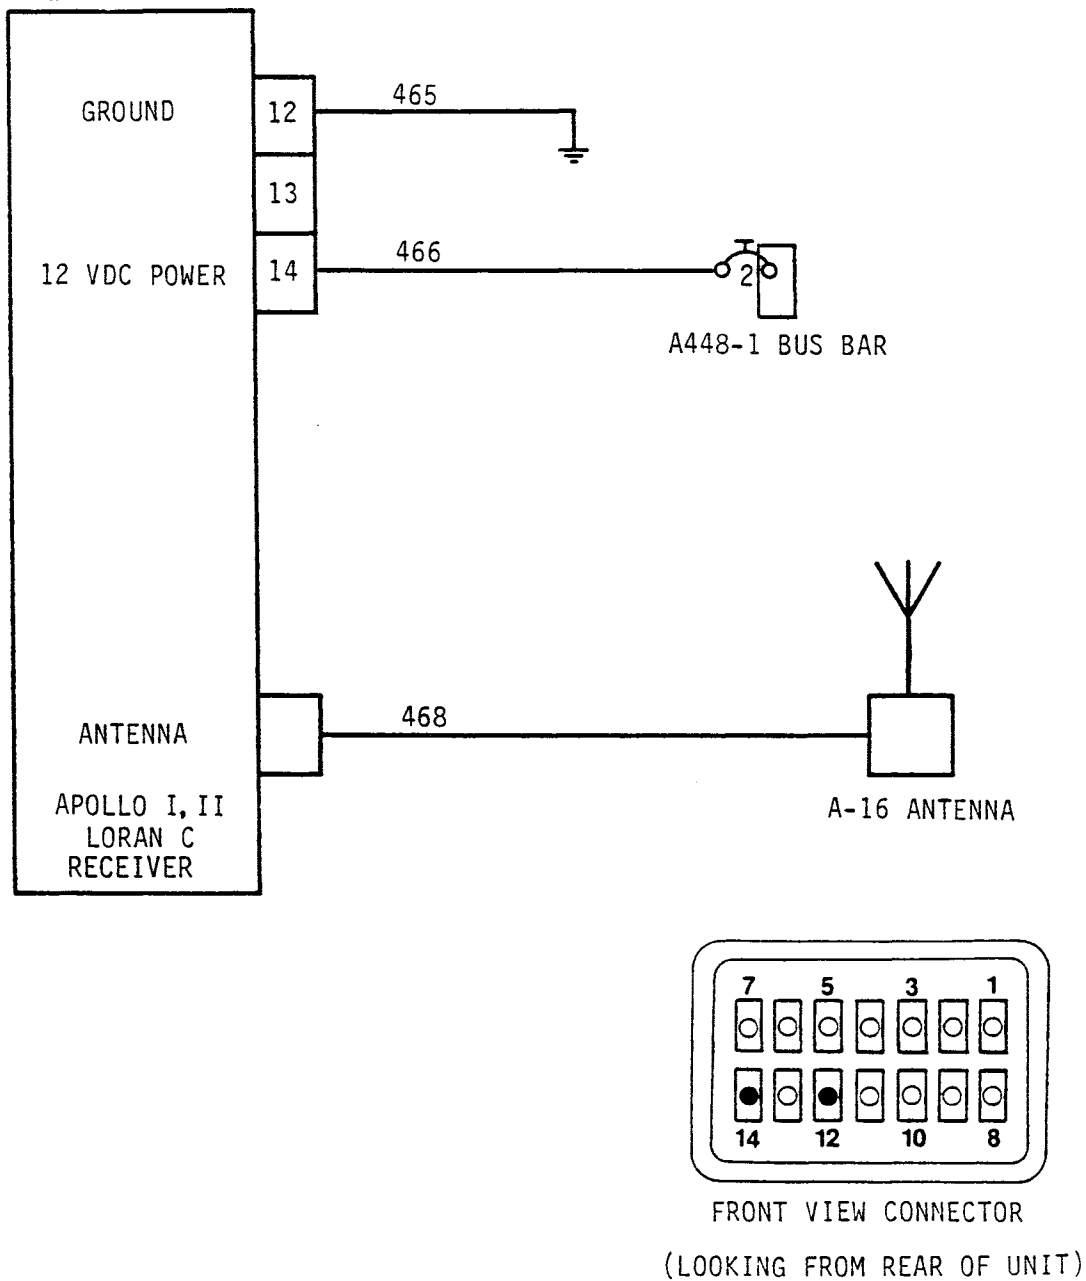 GROUND 12 465
13
12 VDC POWER 14 466 2
A448-1 BUS BAR
ANTENNA 468
APOLLO I, II
LORAN C
RECEIVER
A-16 ANTENNA
7 5 3 1
14 12 10 8
FRONT VIEW CONNECTOR
(LOOKING FROM REAR OF UNIT)